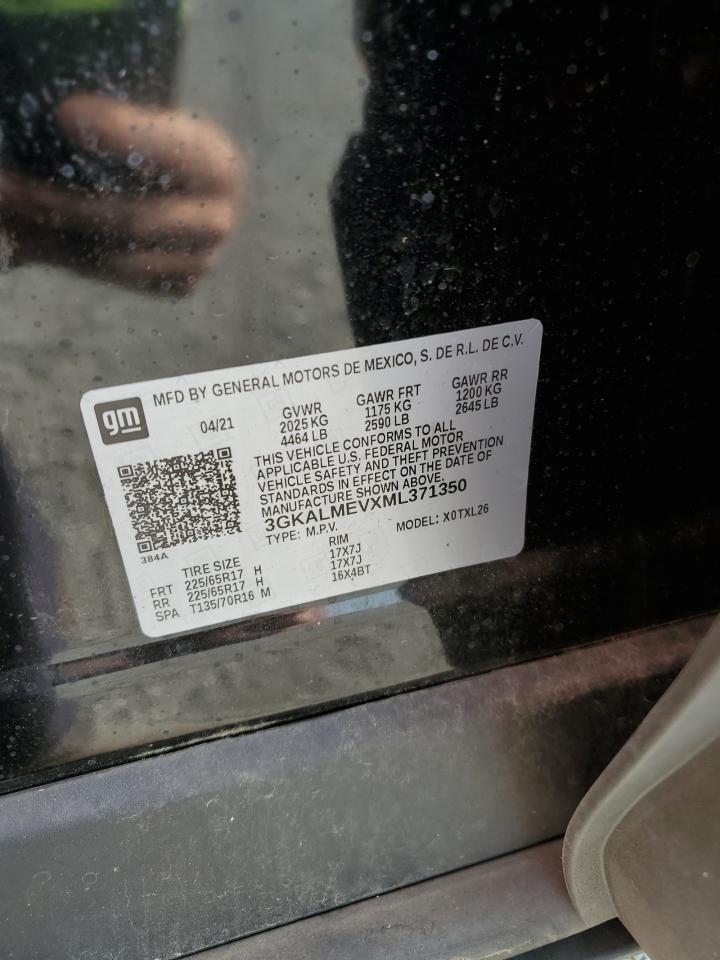 gm
MFD BY GENERAL MOTORS DE MEXICO, S. DE R.L. DE C.V.
04/21 GVWR GAWR FRT GAWR RR
2025 KG 1175 KG 1200 KG
4464 LB 2590 LB 2645 LB
THIS VEHICLE CONFORMS TO ALL
APPLICABLE U.S. FEDERAL MOTOR
VEHICLE SAFETY AND THEFT PREVENTION
STANDARDS IN EFFECT ON THE DATE OF
MANUFACTURE SHOWN ABOVE.
3GKALMEVXML371350
TYPE: M.P.V. MODEL: X0TXL26
384A
TIRE SIZE RIM
FRT 225/65R17 H 17X7J
RR 225/65R17 H 17X7J
SPA T135/70R16 M 16X4BT